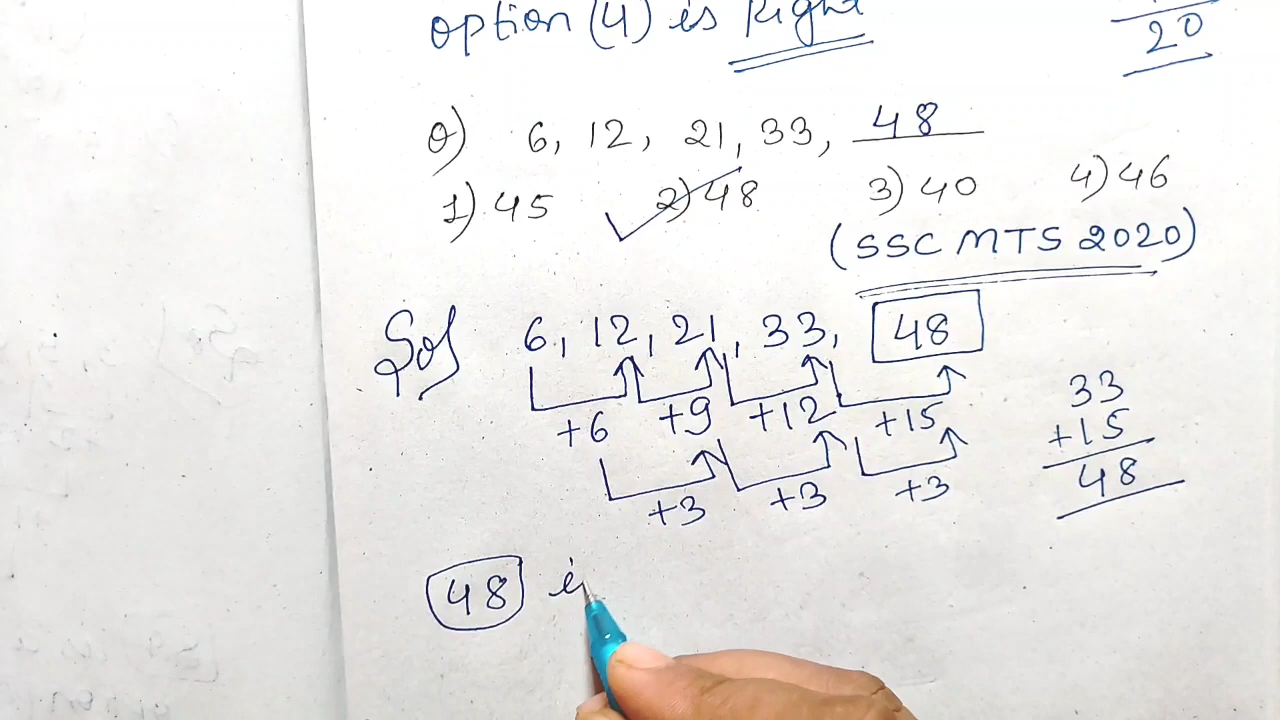 option (4) is Right
20
Q) 6, 12, 21, 33, 48
1) 45 2) 48 3) 40 4) 46
(SSC MTS 2020)
Sol 6, 12, 21, 33, 48
+6 +9 +12 +15
+3 +3 +3
33
+15
48
48 i